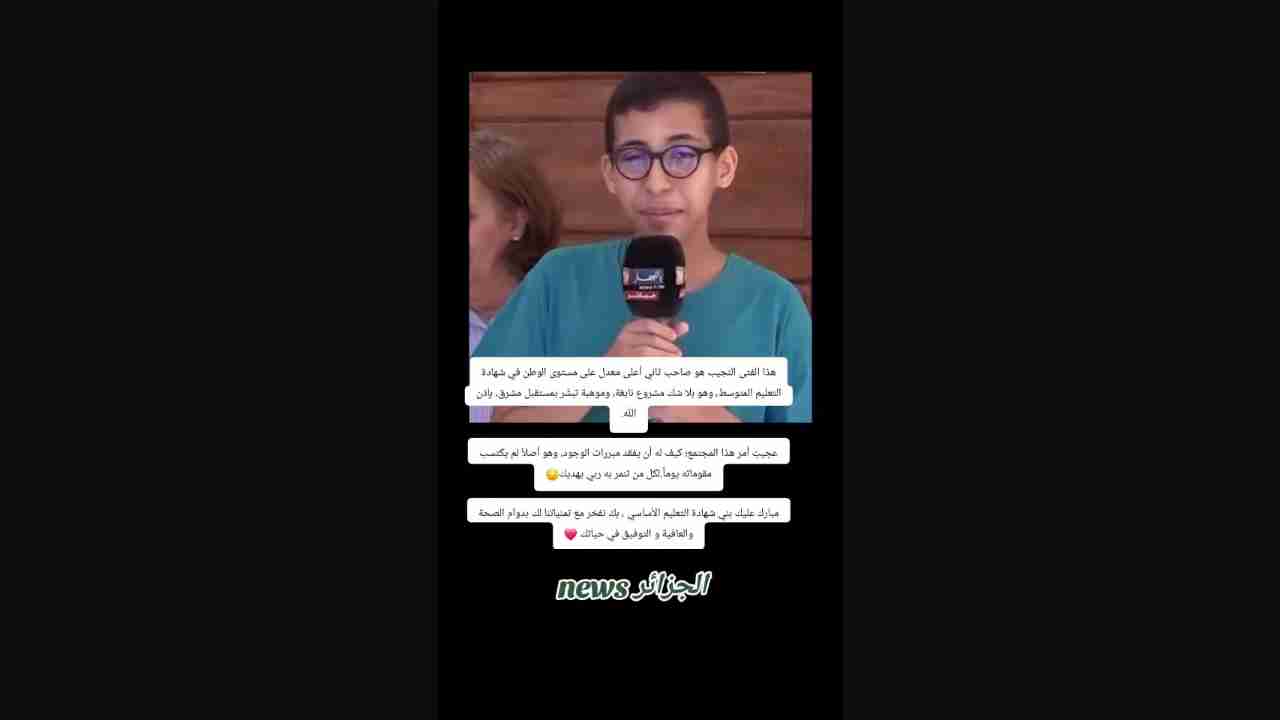 النهار
هذا الفتى النجيب هو صاحب ثاني أعلى معدل على مستوى الوطن في شهادة
التعليم المتوسط، وهو بلا شك مشروع نابغة، وموهبة تبشّر بمستقبل مشرق، بإذن
الله.
عجيبٌ أمر هذا المجتمع؛ كيف له أن يفقد مبررات الوجود، وهو أصلاً لم يكتسب
مقوماته يوماً.لكل من تنمر به ربي يهديك😳
مبارك عليك بني شهادة التعليم الأساسي ، بك نفخر مع تمنياتنا لك بدوام الصحة
والعافية و التوفيق في حياتك 💗
الجزائر news